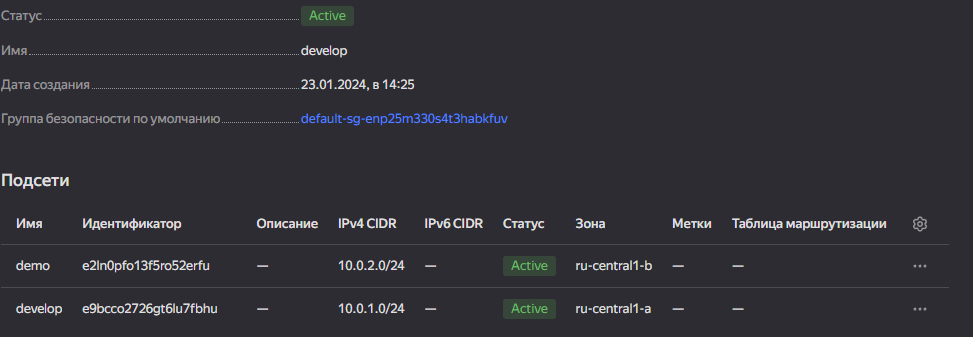 Статус Active
Имя develop
Дата создания 23.01.2024, в 14:25
Группа безопасности по умолчанию default-sg-enp25m330s4t3habkfuv
Подсети
Имя Идентификатор Описание IPv4 CIDR IPv6 CIDR Статус Зона Метки Таблица маршрутизации
demo e2ln0pfo13f5ro52erfu — 10.0.2.0/24 — Active ru-central1-b — —
develop e9bcco2726gt6lu7fbhu — 10.0.1.0/24 — Active ru-central1-a — —